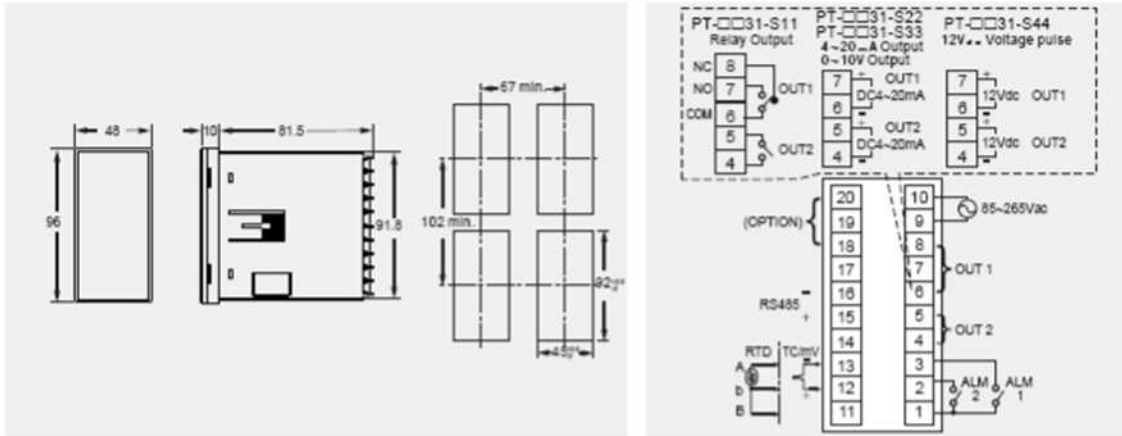 48
96
10
81.5
91.8
67 min.
102 min.
92
45
PT-□□31-S11
Relay Output
PT-□□31-S22
PT-□□31-S33
4~20mA Output
0~10V Output
PT-□□31-S44
12V Voltage pulse
NC 8
NO 7
COM 6
5
4
OUT1
OUT2
7 + OUT1
DC4~20mA
6 -
5 + OUT2
DC4~20mA
4 -
7 +
12Vdc OUT1
6 -
5 +
12Vdc OUT2
4 -
(OPTION)
20
19
18
17
16
15
14
13
12
11
RS485
-
+
RTD
TC/mV
-
+
A
b
B
10
9
8
7
6
5
4
3
2
1
85~265Vac
OUT 1
OUT 2
ALM
2
ALM
1